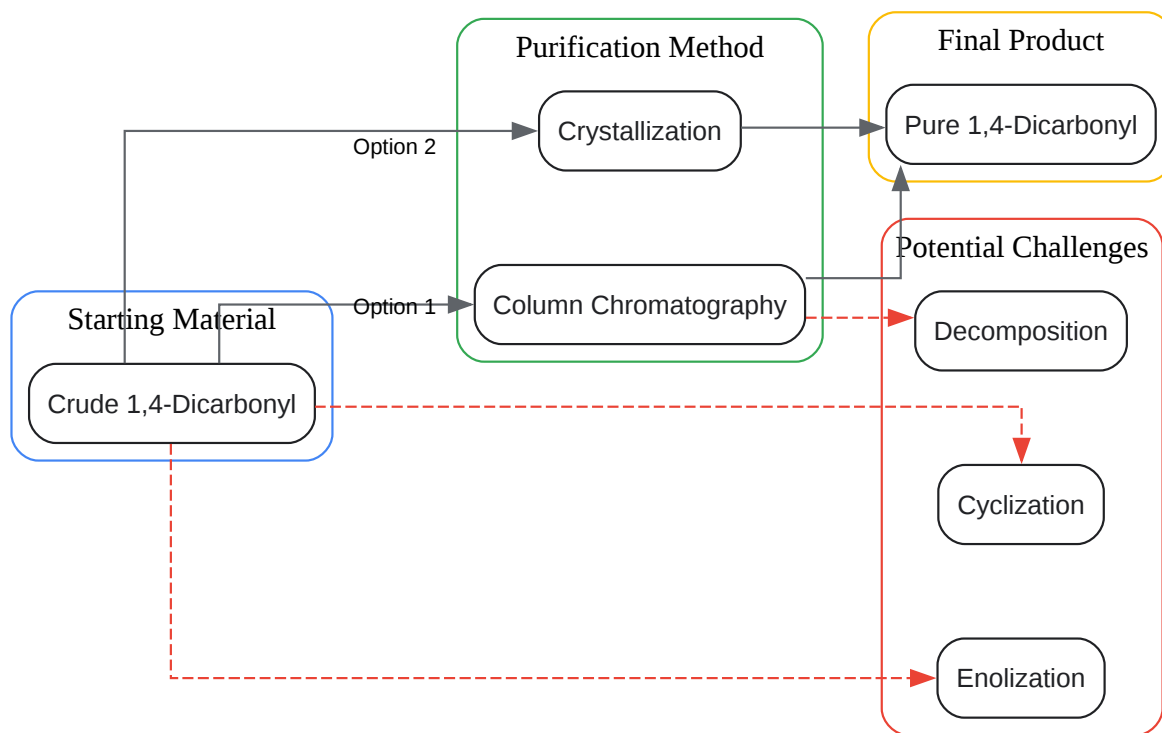 Purification Method
Final Product
Crystallization
Pure 1,4-Dicarbonyl
Option 2
Potential Challenges
Option 1
Column Chromatography
Starting Material
Decomposition
Crude 1,4-Dicarbonyl
Cyclization
Enolization